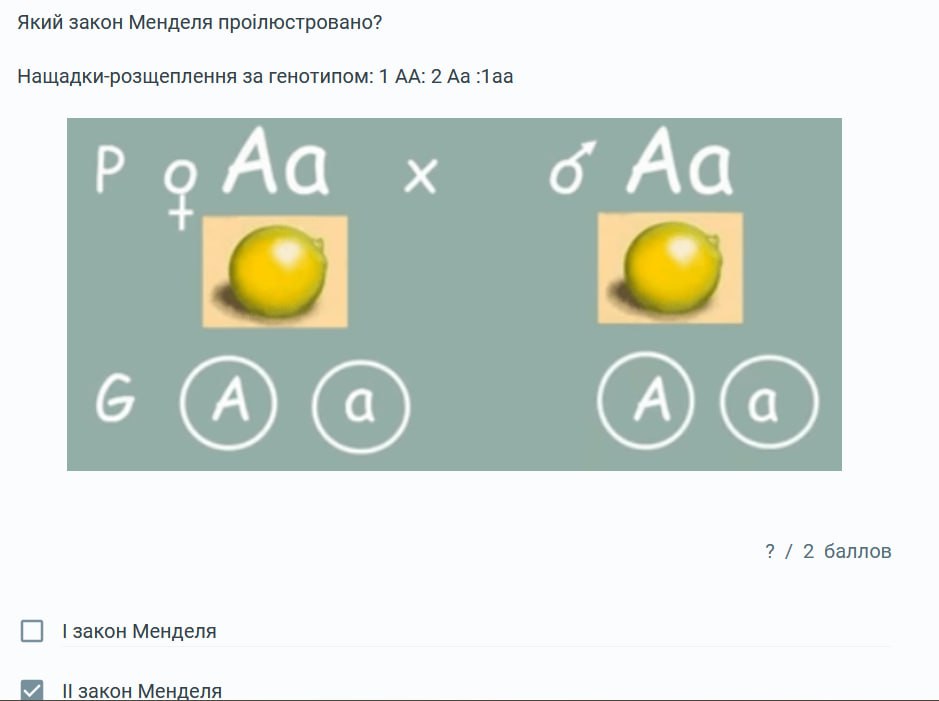 Який закон Менделя проілюстровано?
Нащадки-розщеплення за генотипом: 1 АА: 2 Аа :1аа
P ♀ Aa x ♂ Aa
G A a A a
? / 2 баллов
І закон Менделя
ІІ закон Менделя